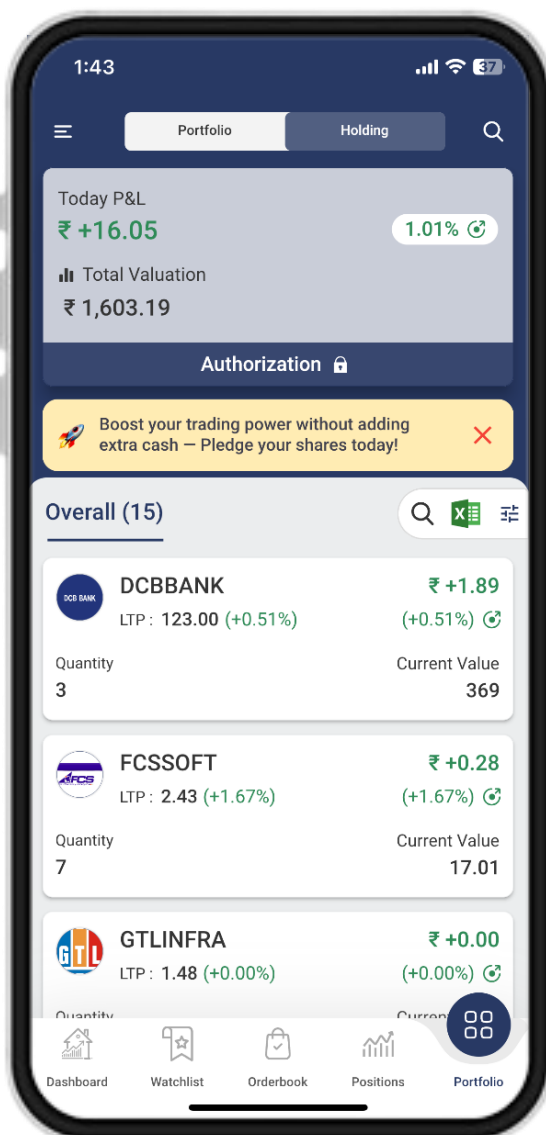 1:43
37
Portfolio
Holding
Today P&L
₹ +16.05
1.01%
Total Valuation
₹ 1,603.19
Authorization
Boost your trading power without adding
extra cash — Pledge your shares today!
Overall (15)
DCB BANK
DCBBANK
₹ +1.89
LTP : 123.00 (+0.51%)
(+0.51%)
Quantity
Current Value
3
369
FCS
FCSSOFT
₹ +0.28
LTP : 2.43 (+1.67%)
(+1.67%)
Quantity
Current Value
7
17.01
GTL
GTLINFRA
₹ +0.00
LTP : 1.48 (+0.00%)
(+0.00%)
Quantity
Dashboard
Watchlist
Orderbook
Positions
Portfolio